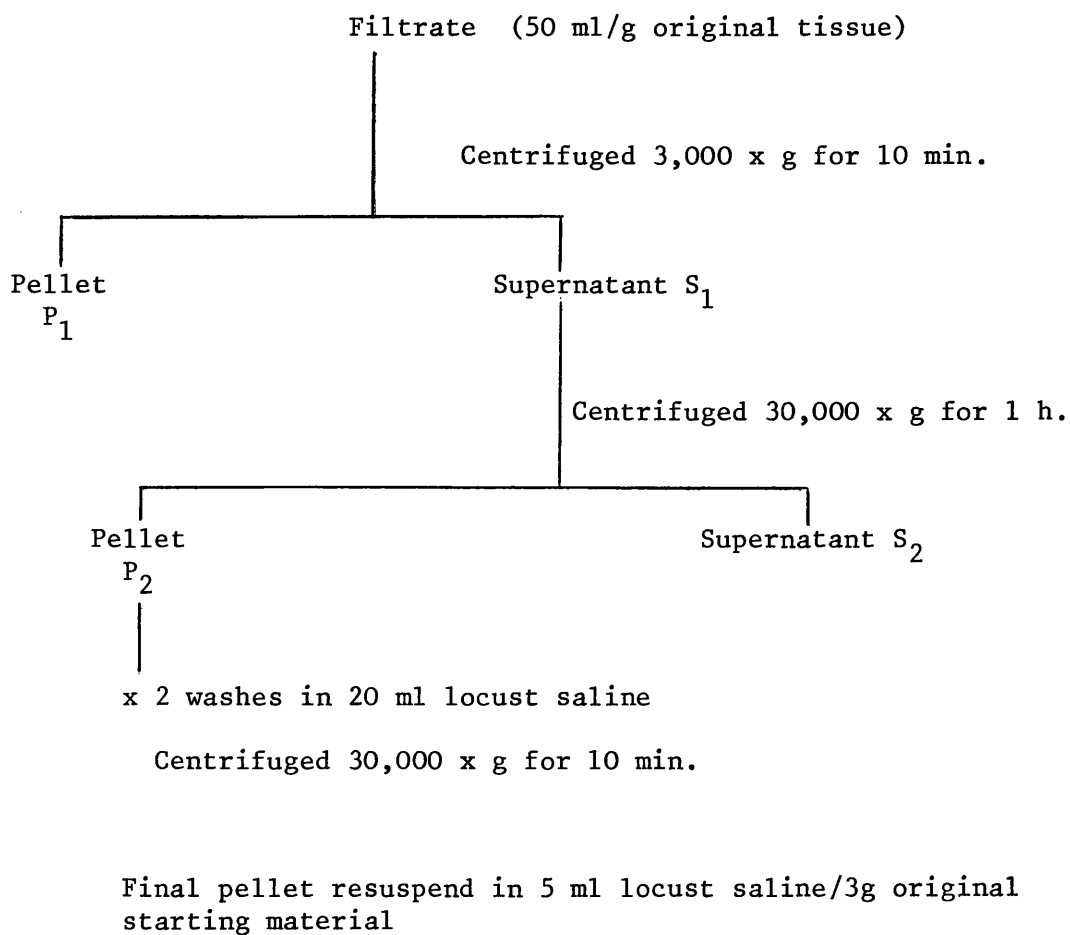 Filtrate (50 ml/g original tissue)
Centrifuged 3,000 x g for 10 min.
Pellet
P1
Supernatant S1
Centrifuged 30,000 x g for 1 h.
Pellet
P2
Supernatant S2
x 2 washes in 20 ml locust saline
Centrifuged 30,000 x g for 10 min.
Final pellet resuspend in 5 ml locust saline/3g original
starting material